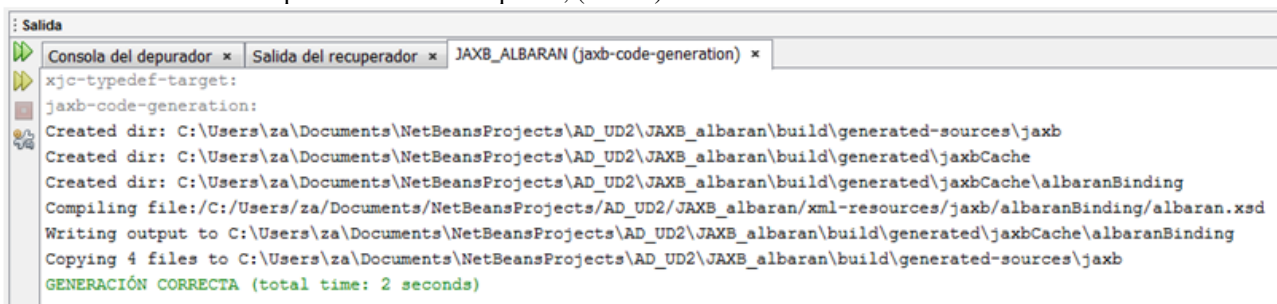 Salida
Consola del depurador × Salida del recuperador × JAXB_ALBARAN (jaxb-code-generation) ×
xjc-typedef-target:
jaxb-code-generation:
Created dir: C:\Users\za\Documents\NetBeansProjects\AD_UD2\JAXB_albaran\build\generated-sources\jaxb
Created dir: C:\Users\za\Documents\NetBeansProjects\AD_UD2\JAXB_albaran\build\generated\jaxbCache
Created dir: C:\Users\za\Documents\NetBeansProjects\AD_UD2\JAXB_albaran\build\generated\jaxbCache\albaranBinding
Compiling file:/C:/Users/za/Documents/NetBeansProjects/AD_UD2/JAXB_albaran/xml-resources/jaxb/albaranBinding/albaran.xsd
Writing output to C:\Users\za\Documents\NetBeansProjects\AD_UD2\JAXB_albaran\build\generated\jaxbCache\albaranBinding
Copying 4 files to C:\Users\za\Documents\NetBeansProjects\AD_UD2\JAXB_albaran\build\generated-sources\jaxb
GENERACIÓN CORRECTA (total time: 2 seconds)